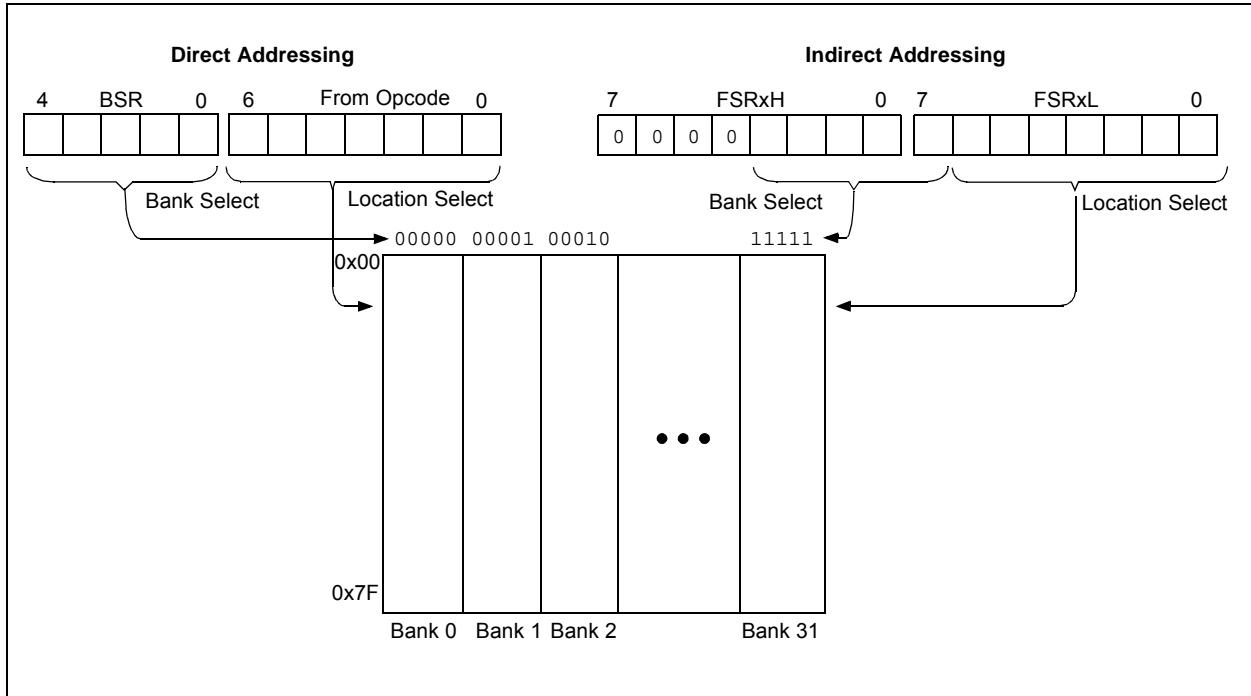 Direct Addressing
Indirect Addressing
4 BSR 0 6 From Opcode 0
7 FSRxH 0 7 FSRxL 0
0 0 0 0
Bank Select
Location Select
Bank Select
Location Select
00000 00001 00010 11111
0x00
0x7F
Bank 0 Bank 1 Bank 2 Bank 31